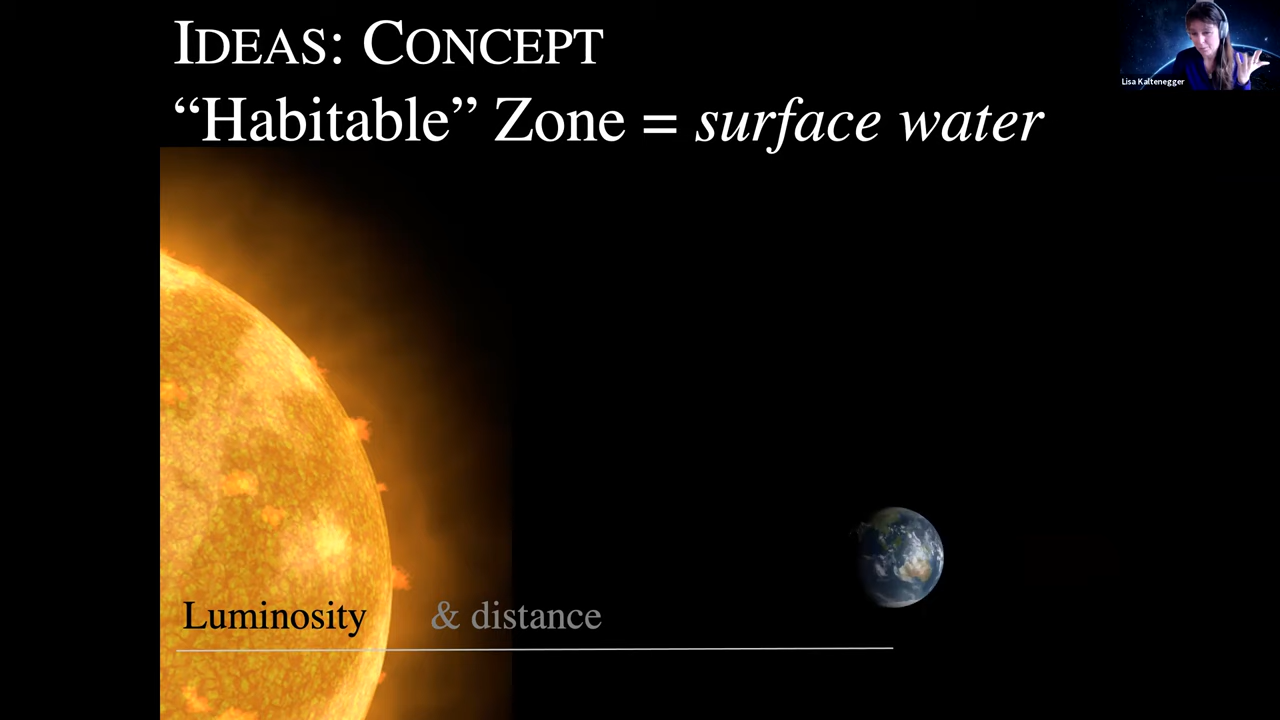 IDEAS: CONCEPT
“Habitable” Zone = surface water
Lisa Kaltenegger
Luminosity & distance